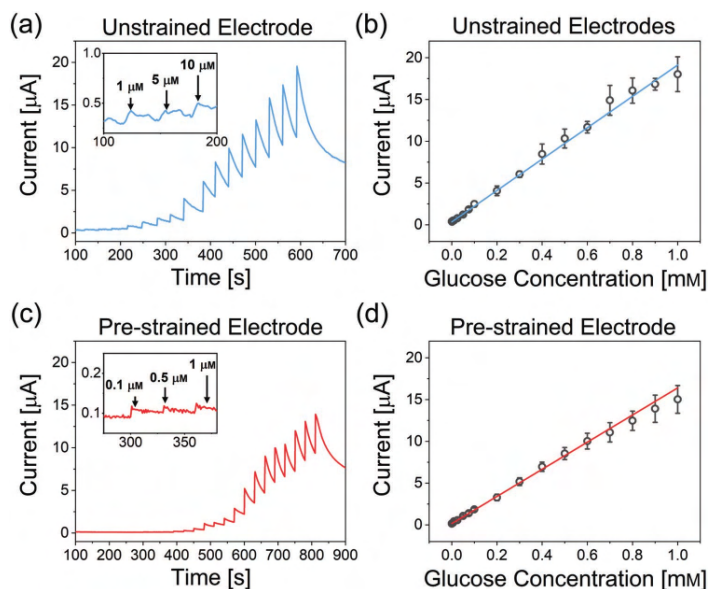 (a) Unstrained Electrode
Current [μA]
20
15
10
5
0
1.0
0.5
0.1
1 μM
5 μM
10 μM
100 200
100 200 300 400 500 600 700
Time [s]
(b) Unstrained Electrodes
Current [μA]
20
15
10
5
0
0.0 0.2 0.4 0.6 0.8 1.0
Glucose Concentration [mM]
(c) Pre-strained Electrode
Current [μA]
20
15
10
5
0
0.2
0.1
0.1 μM
0.5 μM
1 μM
300 350
100 200 300 400 500 600 700 800 900
Time [s]
(d) Pre-strained Electrode
Current [μA]
20
15
10
5
0
0.0 0.2 0.4 0.6 0.8 1.0
Glucose Concentration [mM]